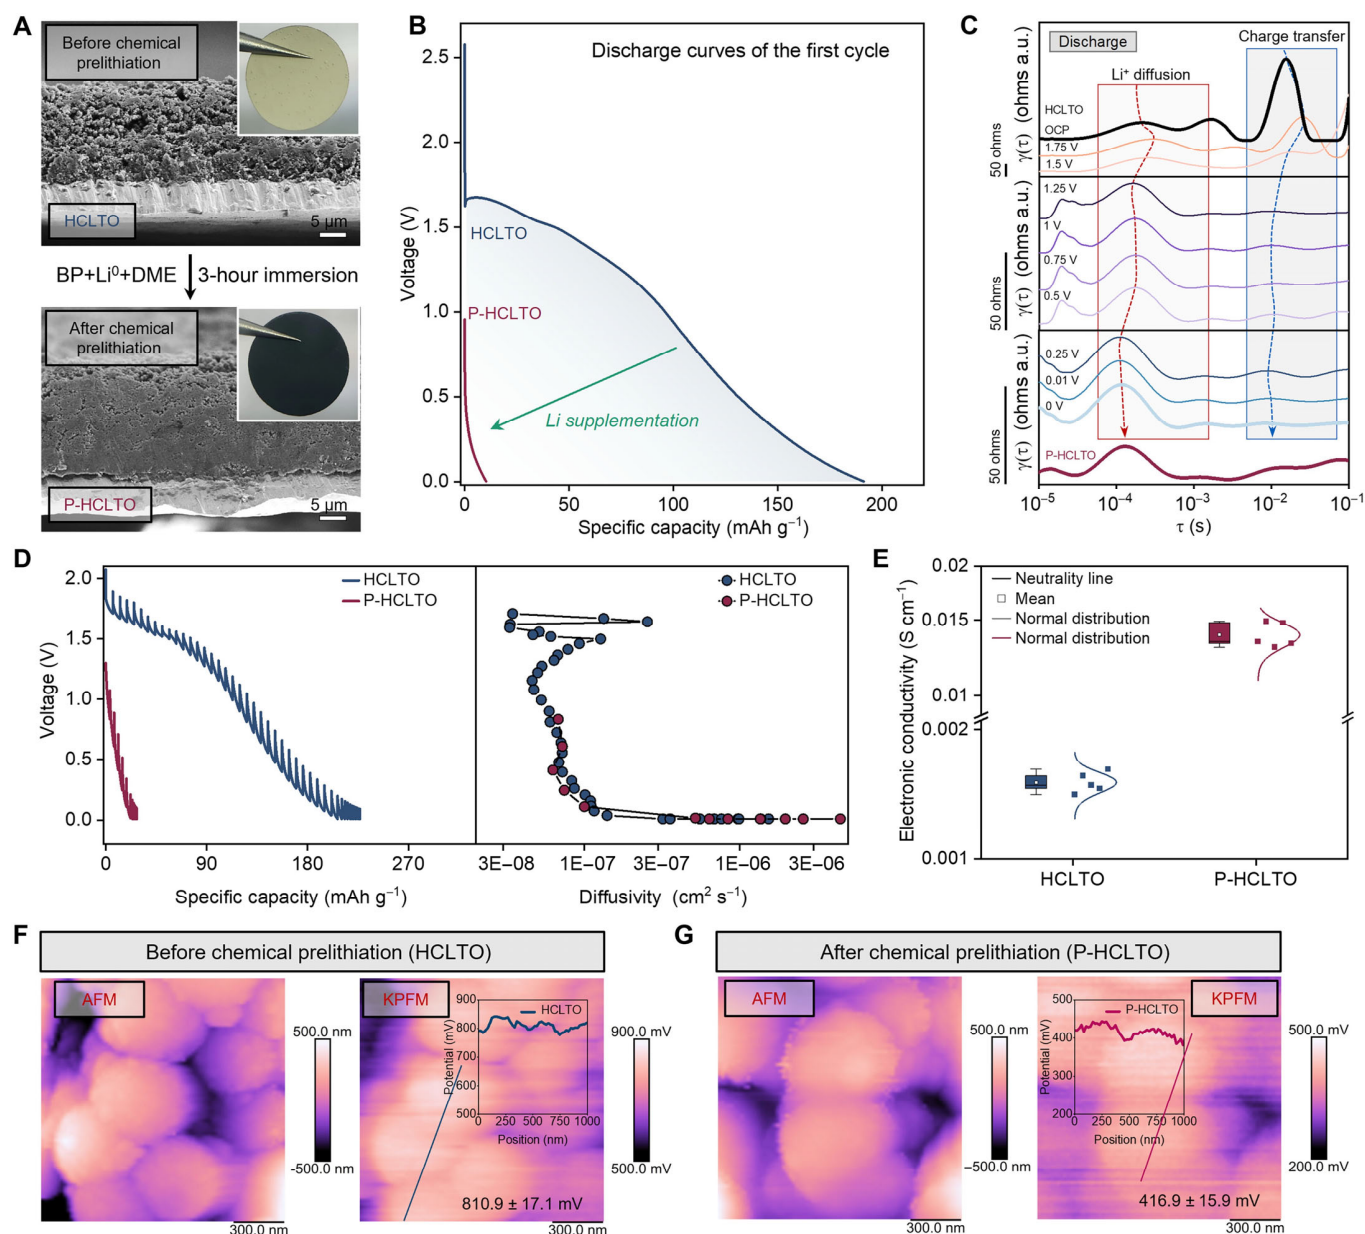 A
Before chemical
prelithiation
HCLTO
5 µm
BP+Li⁰+DME
3-hour immersion
After chemical
prelithiation
P-HCLTO
5 µm
B
Discharge curves of the first cycle
HCLTO
P-HCLTO
Li supplementation
Voltage (V)
2.5
2.0
1.5
1.0
0.5
0.0
0 50 100 150 200
Specific capacity (mAh g⁻¹)
C
Discharge
Charge transfer
Li⁺ diffusion
HCLTO
OCP
1.75 V
1.5 V
1.25 V
1 V
0.75 V
0.5 V
0.25 V
0.01 V
0 V
P-HCLTO
50 ohms
γ(τ) (ohms a.u.)
50 ohms
γ(τ) (ohms a.u.)
50 ohms
γ(τ) (ohms a.u.)
10⁻⁵ 10⁻⁴ 10⁻³ 10⁻² 10⁻¹
τ (s)
D
HCLTO
P-HCLTO
Voltage (V)
2.0
1.5
1.0
0.5
0.0
0 90 180 270
Specific capacity (mAh g⁻¹)
HCLTO
P-HCLTO
3E−08 1E−07 3E−07 1E−06 3E−06
Diffusivity (cm² s⁻¹)
E
Neutrality line
Mean
Normal distribution
Normal distribution
Electronic conductivity (S cm⁻¹)
0.02
0.015
0.01
0.002
0.001
HCLTO P-HCLTO
F
Before chemical prelithiation (HCLTO)
AFM
500.0 nm
-500.0 nm
300.0 nm
KPFM
HCLTO
Potential (mV)
900
800
700
600
500
0 250 500 750 1000
Position (nm)
810.9 ± 17.1 mV
900.0 mV
500.0 mV
300.0 nm
G
After chemical prelithiation (P-HCLTO)
AFM
500.0 nm
−500.0 nm
300.0 nm
KPFM
P-HCLTO
Potential (mV)
500
400
300
200
0 250 500 750 1000
Position (nm)
416.9 ± 15.9 mV
500.0 mV
200.0 mV
300.0 nm